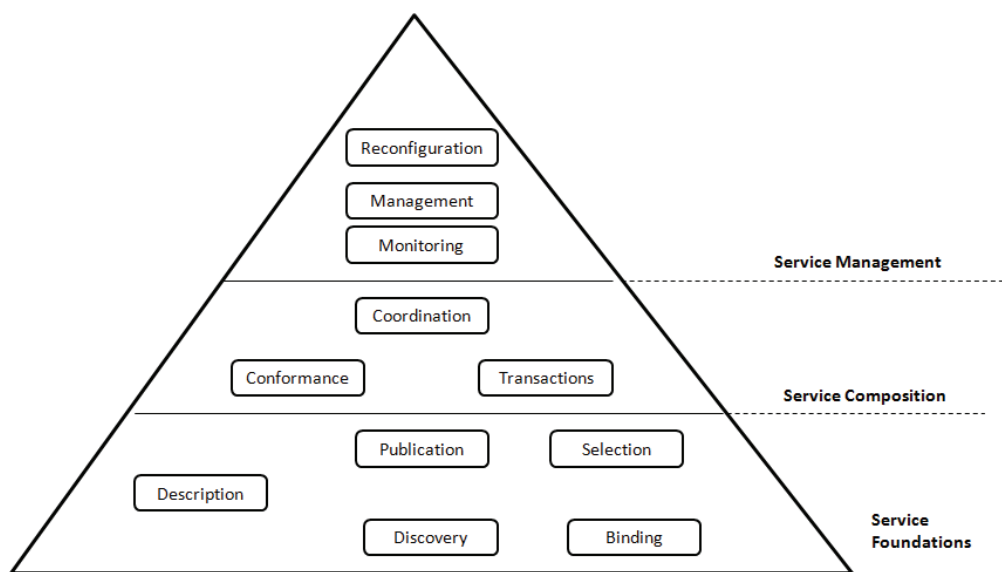 Reconfiguration
Management
Monitoring
Service Management
Coordination
Conformance
Transactions
Service Composition
Publication
Selection
Description
Discovery
Binding
Service
Foundations